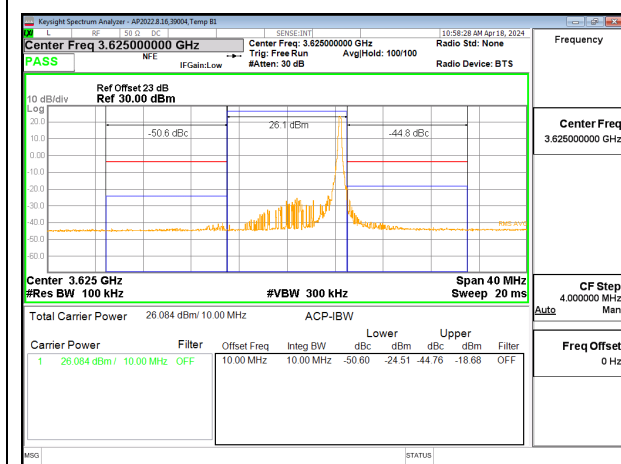 Keysight Spectrum Analyzer - AP2022.8.16,39004,Temp B1
LXI L RF 50 Ω DC SENSE:INT 10:58:28 AM Apr 18, 2024
Center Freq 3.625000000 GHz Center Freq: 3.625000000 GHz Radio Std: None
NFE Trig: Free Run Avg|Hold: 100/100
PASS IFGain:Low #Atten: 30 dB Radio Device: BTS
Ref Offset 23 dB
10 dB/div Ref 30.00 dBm
Log
20.0
10.0
0.00
-10.0
-20.0
-30.0
-40.0
-50.0
-60.0
-50.6 dBc 26.1 dBm -44.8 dBc
RMS AVG
Center 3.625 GHz Span 40 MHz
#Res BW 100 kHz #VBW 300 kHz Sweep 20 ms
Total Carrier Power 26.084 dBm/ 10.00 MHz ACP-IBW
Lower Upper
Carrier Power Filter Offset Freq Integ BW dBc dBm dBc dBm Filter
1 26.084 dBm / 10.00 MHz OFF 10.00 MHz 10.00 MHz -50.60 -24.51 -44.76 -18.68 OFF
MSG STATUS
Frequency
Center Freq
3.625000000 GHz
CF Step
4.000000 MHz
Auto Man
Freq Offset
0 Hz